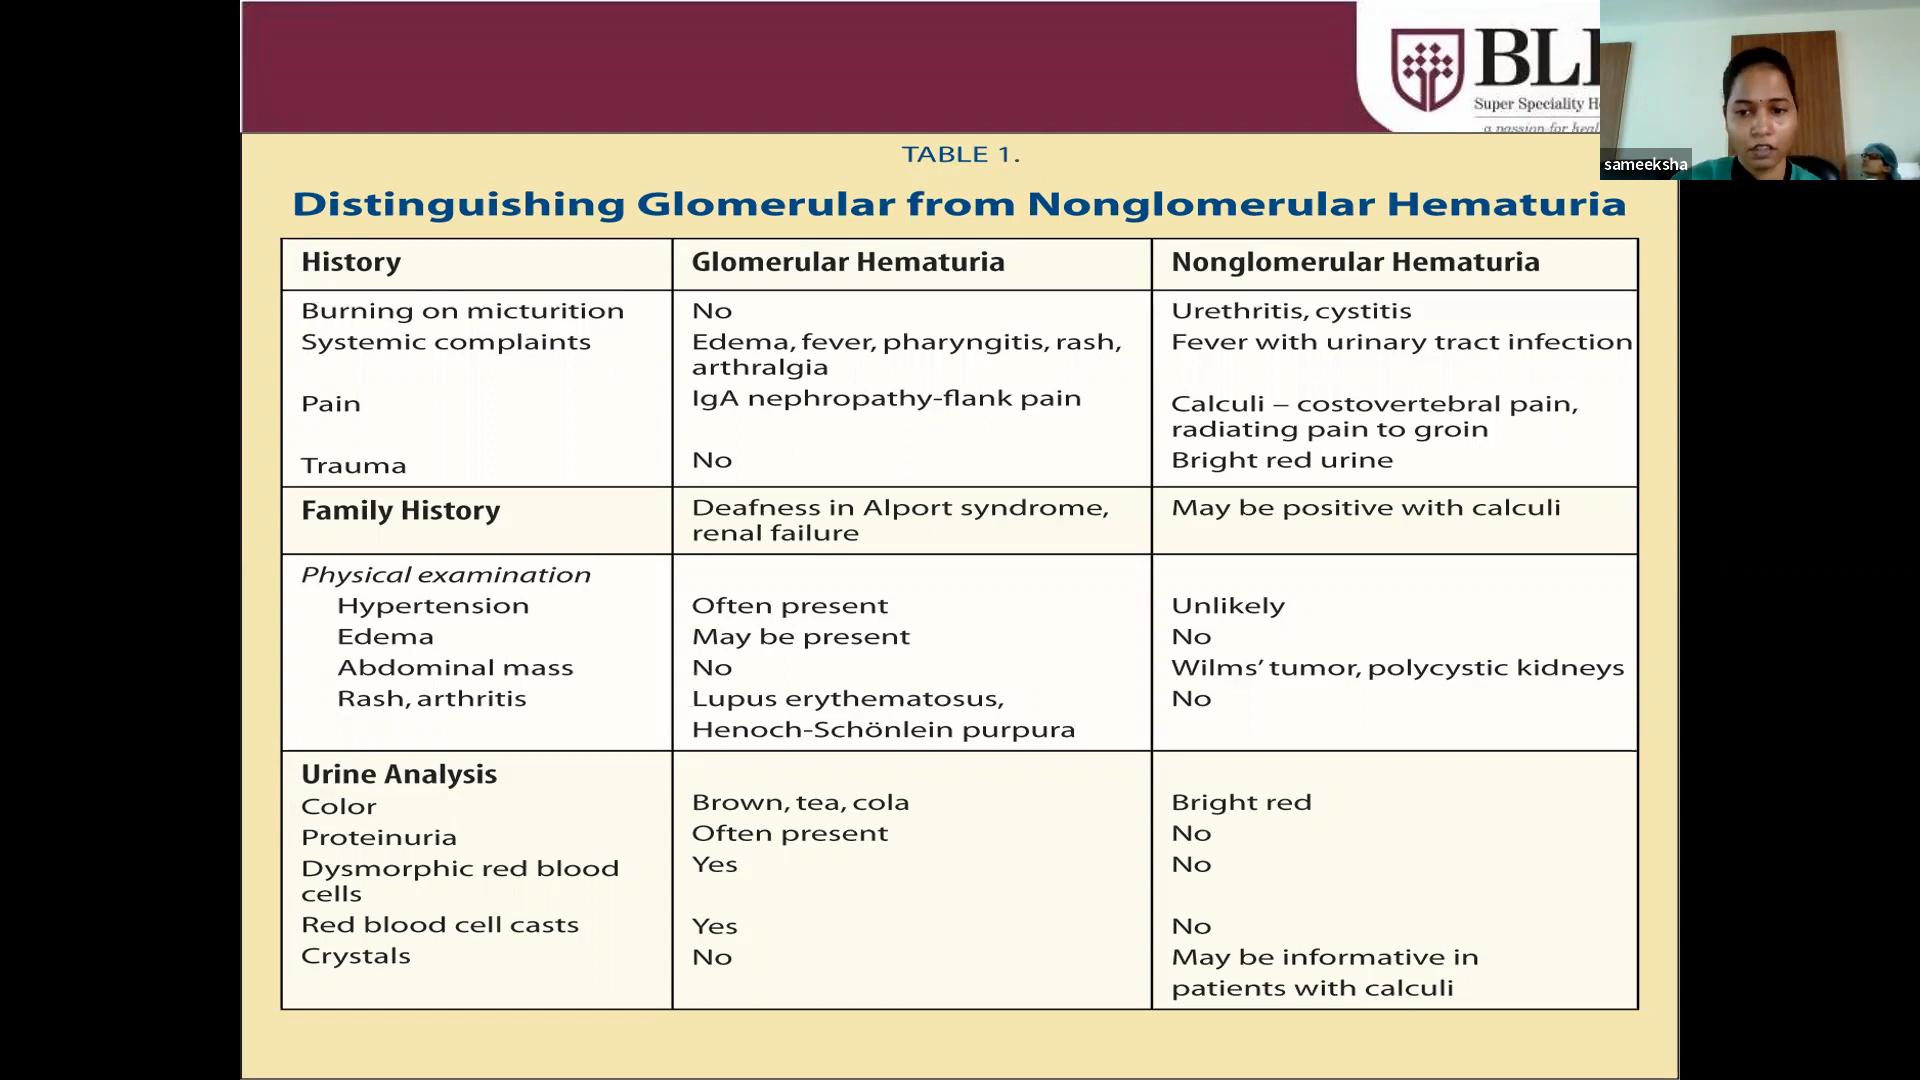 BL
Super Speciality
a passion for
sameeksha
TABLE 1.
Distinguishing Glomerular from Nonglomerular Hematuria
History Glomerular Hematuria Nonglomerular Hematuria
Burning on micturition No Urethritis, cystitis
Systemic complaints Edema, fever, pharyngitis, rash, Fever with urinary tract infection
arthralgia
Pain IgA nephropathy-flank pain Calculi – costovertebral pain,
radiating pain to groin
Trauma No Bright red urine
Family History Deafness in Alport syndrome, May be positive with calculi
renal failure
Physical examination
Hypertension Often present Unlikely
Edema May be present No
Abdominal mass No Wilms’ tumor, polycystic kidneys
Rash, arthritis Lupus erythematosus, No
Henoch-Schönlein purpura
Urine Analysis
Color Brown, tea, cola Bright red
Proteinuria Often present No
Dysmorphic red blood Yes No
cells
Red blood cell casts Yes No
Crystals No May be informative in
patients with calculi